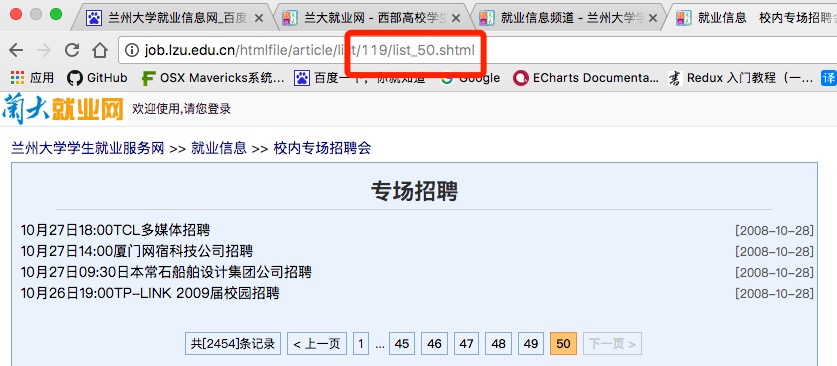 兰州大学就业信息网_百度
兰大就业网 - 西部高校学生
就业信息频道 - 兰州大学学
就业信息 校内专场招聘会
job.lzu.edu.cn/htmlfile/article/list/119/list_50.shtml
应用 GitHub OSX Mavericks系统... 百度一下，你就知道 Google ECharts Documenta... Redux 入门教程（一... 译
兰大就业网 欢迎使用,请您登录
兰州大学学生就业服务网 >> 就业信息 >> 校内专场招聘会
专场招聘
10月27日18:00TCL多媒体招聘 [2008-10-28]
10月27日14:00厦门网宿科技公司招聘 [2008-10-28]
10月27日09:30日本常石船舶设计集团公司招聘 [2008-10-28]
10月26日19:00TP-LINK 2009届校园招聘 [2008-10-28]
共[2454]条记录 < 上一页 1 ... 45 46 47 48 49 50 下一页 >